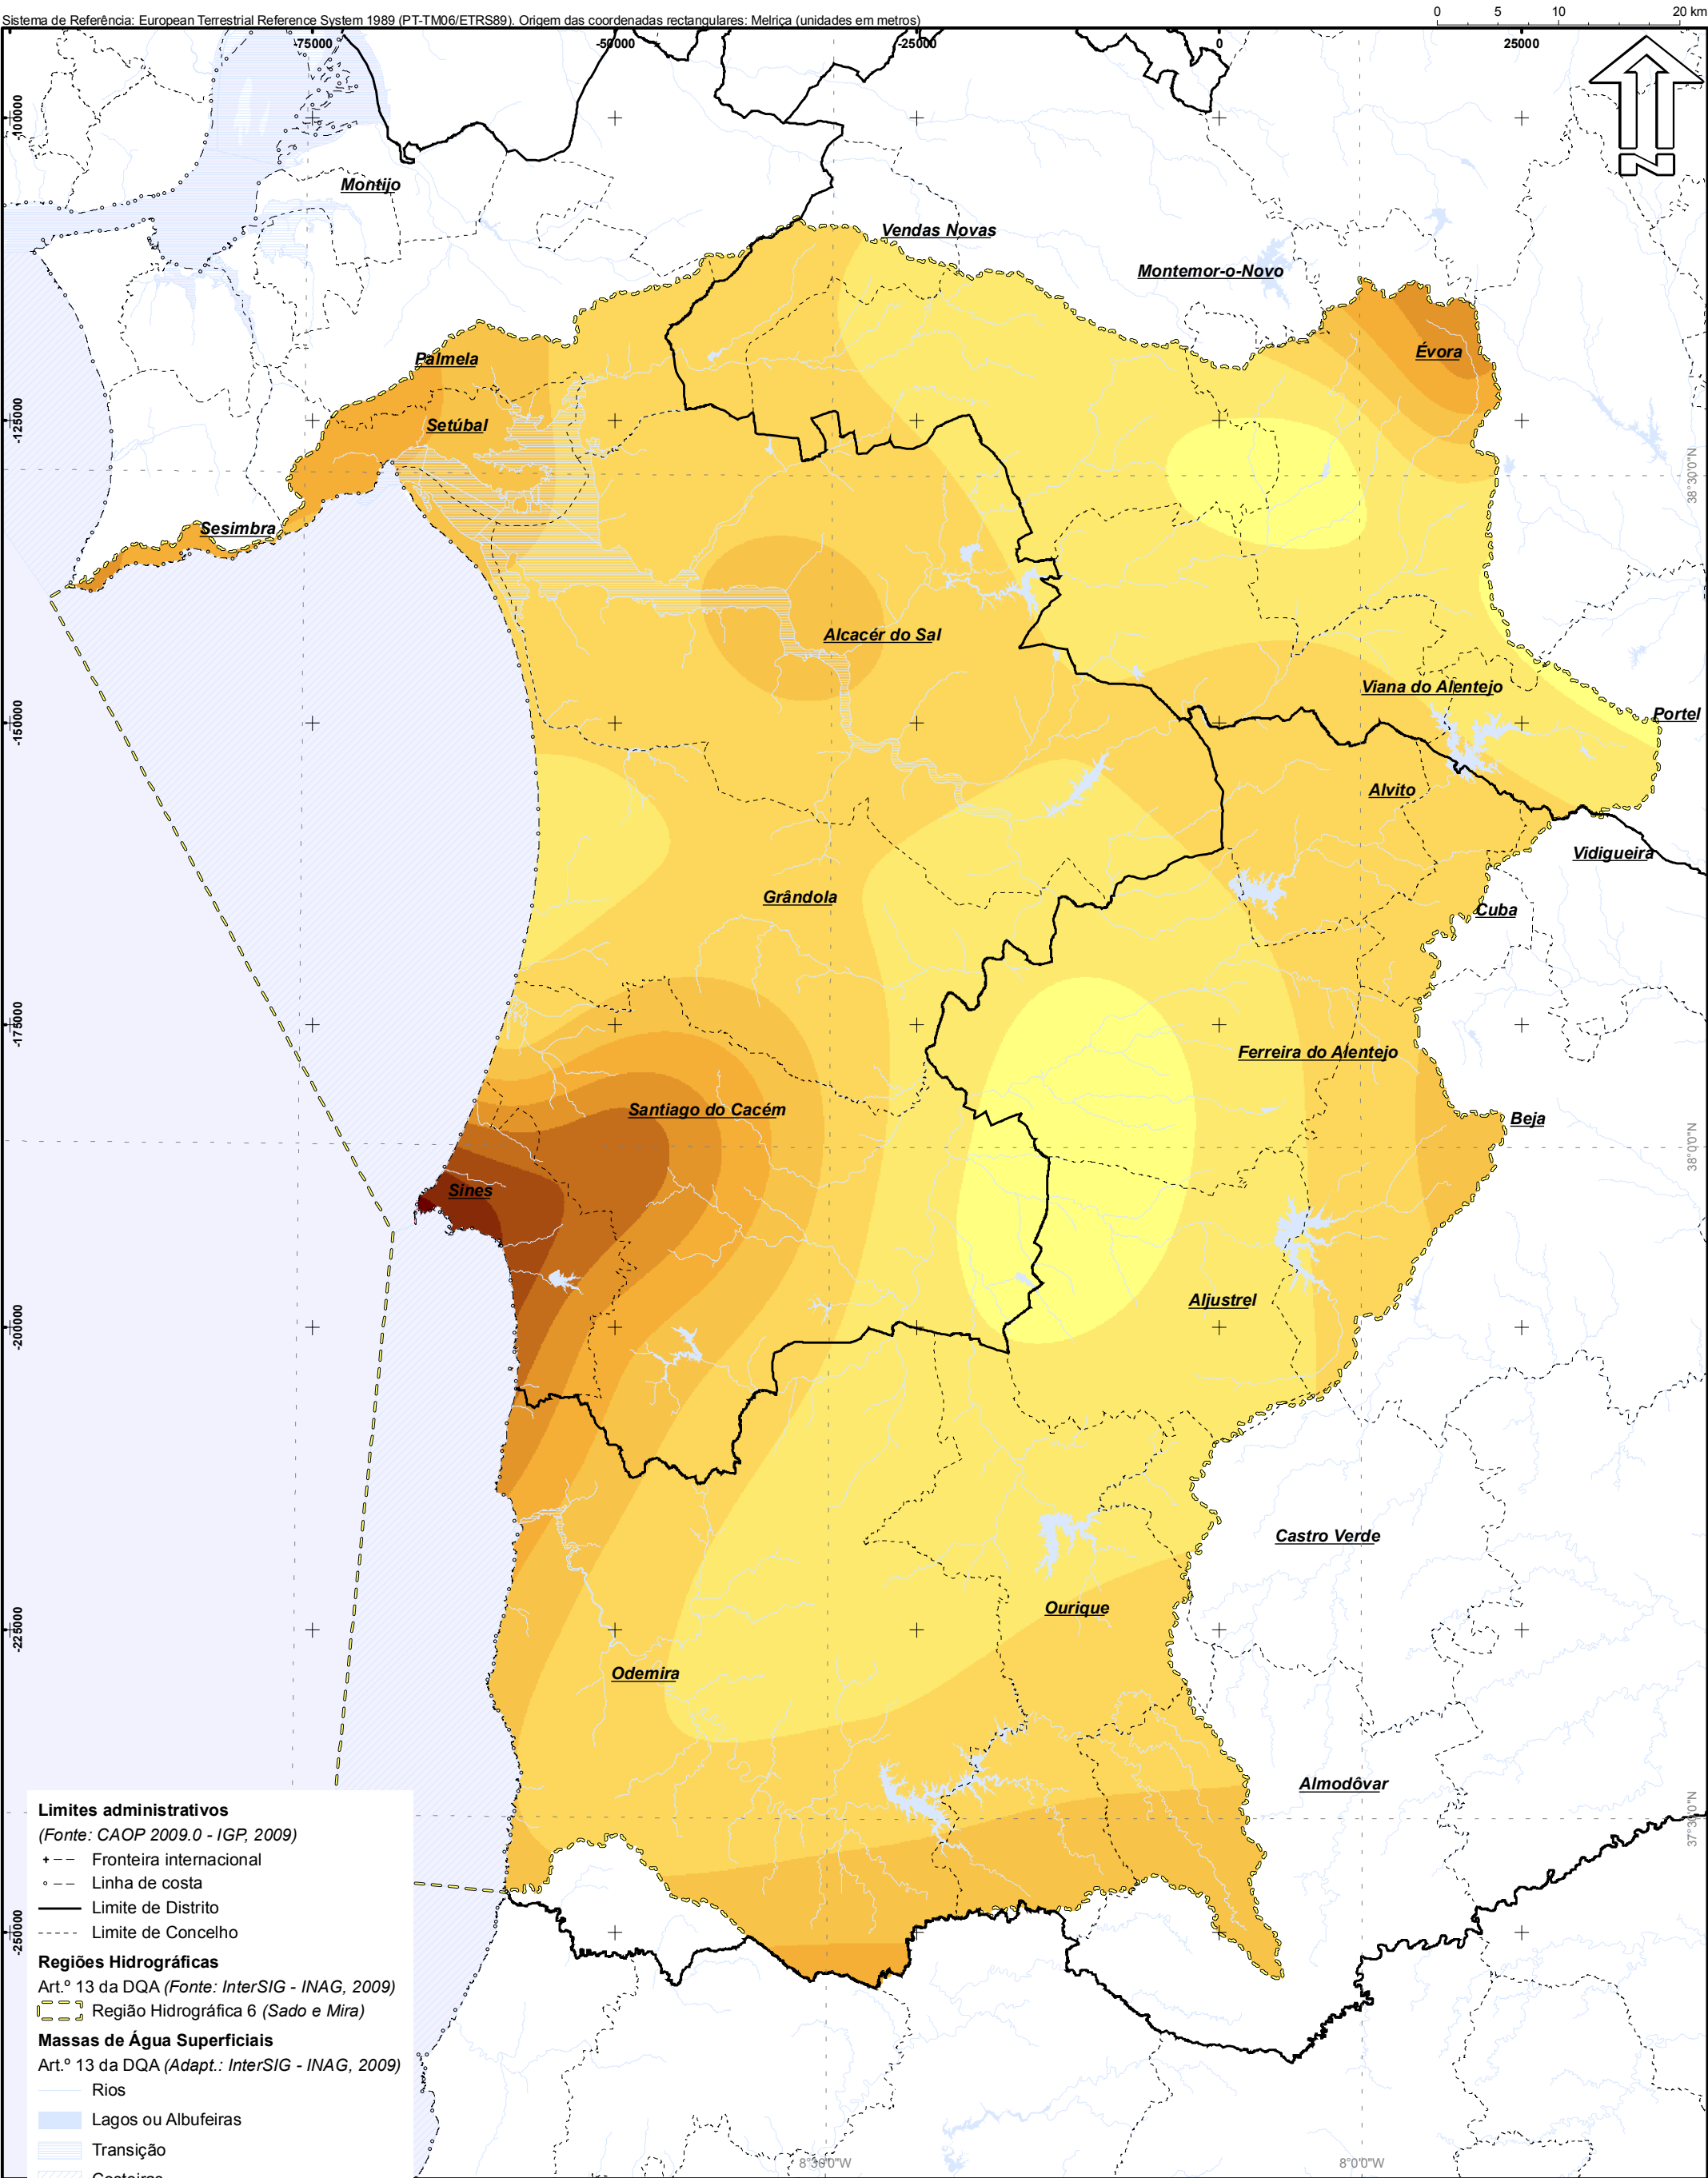 Sistema de Referência: European Terrestrial Reference System 1989 (PT-TM06/ETRS89). Origem das coordenadas rectangulares: Melriça (unidades em metros)
0 5 10 20 km
-75000 -50000 -25000 0 25000
-100000
N
Montijo
Vendas Novas
Montemor-o-Novo
Évora
Palmela
-125000
Setúbal
38°30'0"N
Sesimbra
Alcacér do Sal
Viana do Alentejo
Portel
-150000
Alvito
Vidigueira
Grândola
Cuba
-175000
Ferreira do Alentejo
Santiago do Cacém
Beja
38°0'0"N
Sines
Aljustrel
-200000
Castro Verde
Ourique
-225000
Odemira
Almodôvar
37°30'0"N
-250000
Limites administrativos
(Fonte: CAOP 2009.0 - IGP, 2009)
Fronteira internacional
Linha de costa
Limite de Distrito
Limite de Concelho
Regiões Hidrográficas
Art.º 13 da DQA (Fonte: InterSIG - INAG, 2009)
Região Hidrográfica 6 (Sado e Mira)
Massas de Água Superficiais
Art.º 13 da DQA (Adapt.: InterSIG - INAG, 2009)
Rios
Lagos ou Albufeiras
Transição
8°30'0"W 8°0'0"W